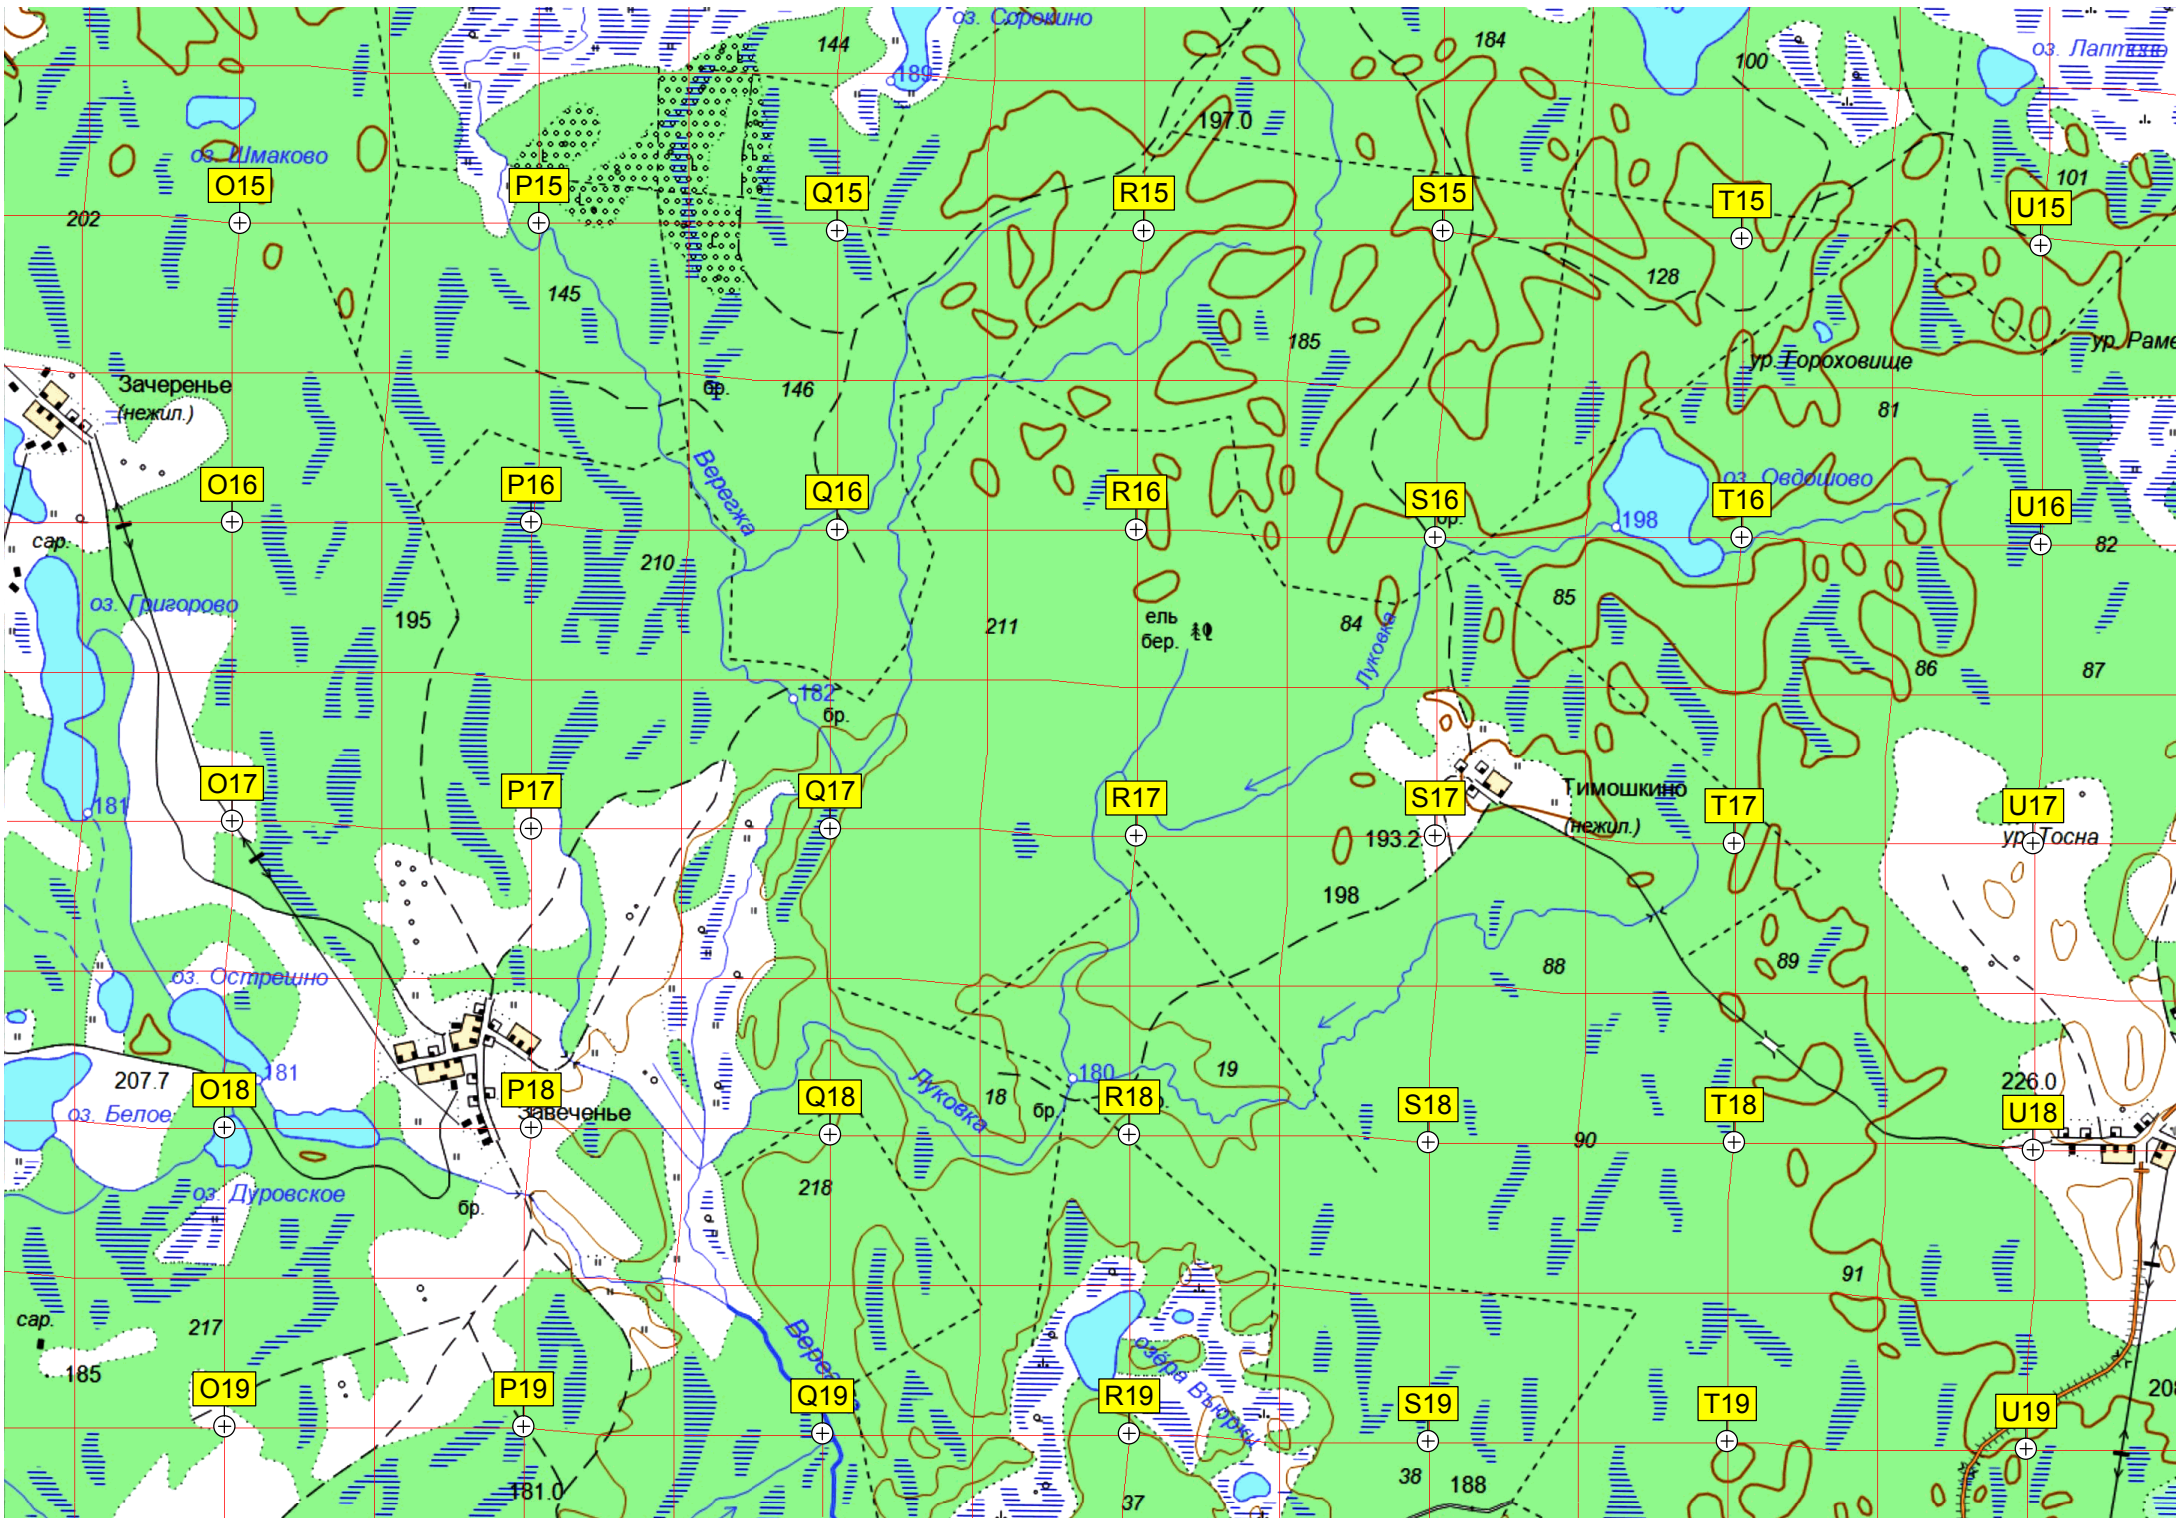 оз. Сорокино
144
184
100
оз. Лаптево
189
197.0
оз. Шмаково
O15
P15
Q15
R15
S15
T15
101
U15
202
145
128
185
ур. Гороховище
Зачеренье
(нежил.)
бр.
146
81
Верегжа
оз. Овдошово
O16
P16
Q16
R16
S16
T16
U16
бр.
198
сар.
82
210
оз. Григорово
195
211
ель
бер.
84
85
Луковка
86
87
182
бр.
O17
P17
Q17
R17
S17
T17
U17
181
Тимошкино
(нежил.)
193.2
ур. Тосна
198
88
89
оз. Острешно
207.7
181
180
19
226.0
O18
P18
Q18
R18
S18
T18
U18
оз. Белое
Завеченье
Луковка
18
бр.
90
оз. Дуровское
бр.
218
91
сар.
217
185
озёра Въюрки
O19
P19
Q19
R19
S19
T19
U19
181.0
37
38
188